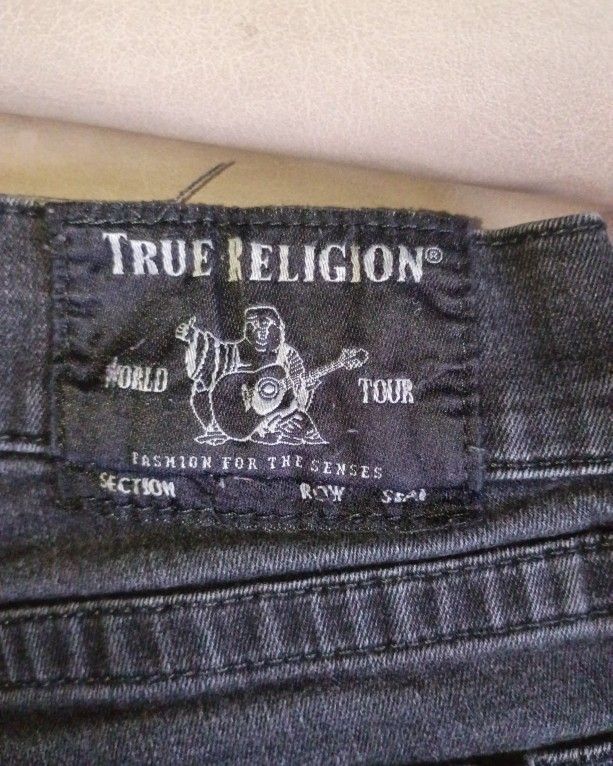 TRUE RELIGION®
WORLD TOUR
FASHION FOR THE SENSES
SECTION ROW SEAT